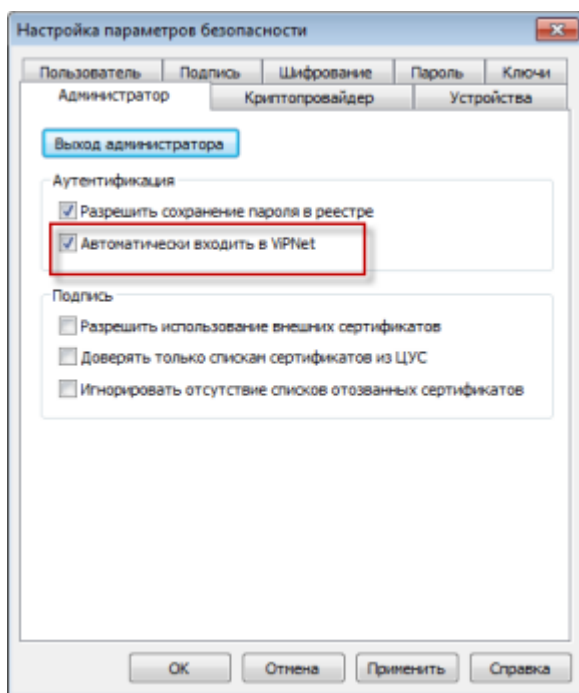 Настройка параметров безопасности
Пользователь Подпись Шифрование Пароль Ключи
Администратор Криптопровайдер Устройства
Выход администратора
Аутентификация
Разрешить сохранение пароля в реестре
Автоматически входить в ViPNet
Подпись
Разрешить использование внешних сертификатов
Доверять только спискам сертификатов из ЦУС
Игнорировать отсутствие списков отозванных сертификатов
ОК Отмена Применить Справка